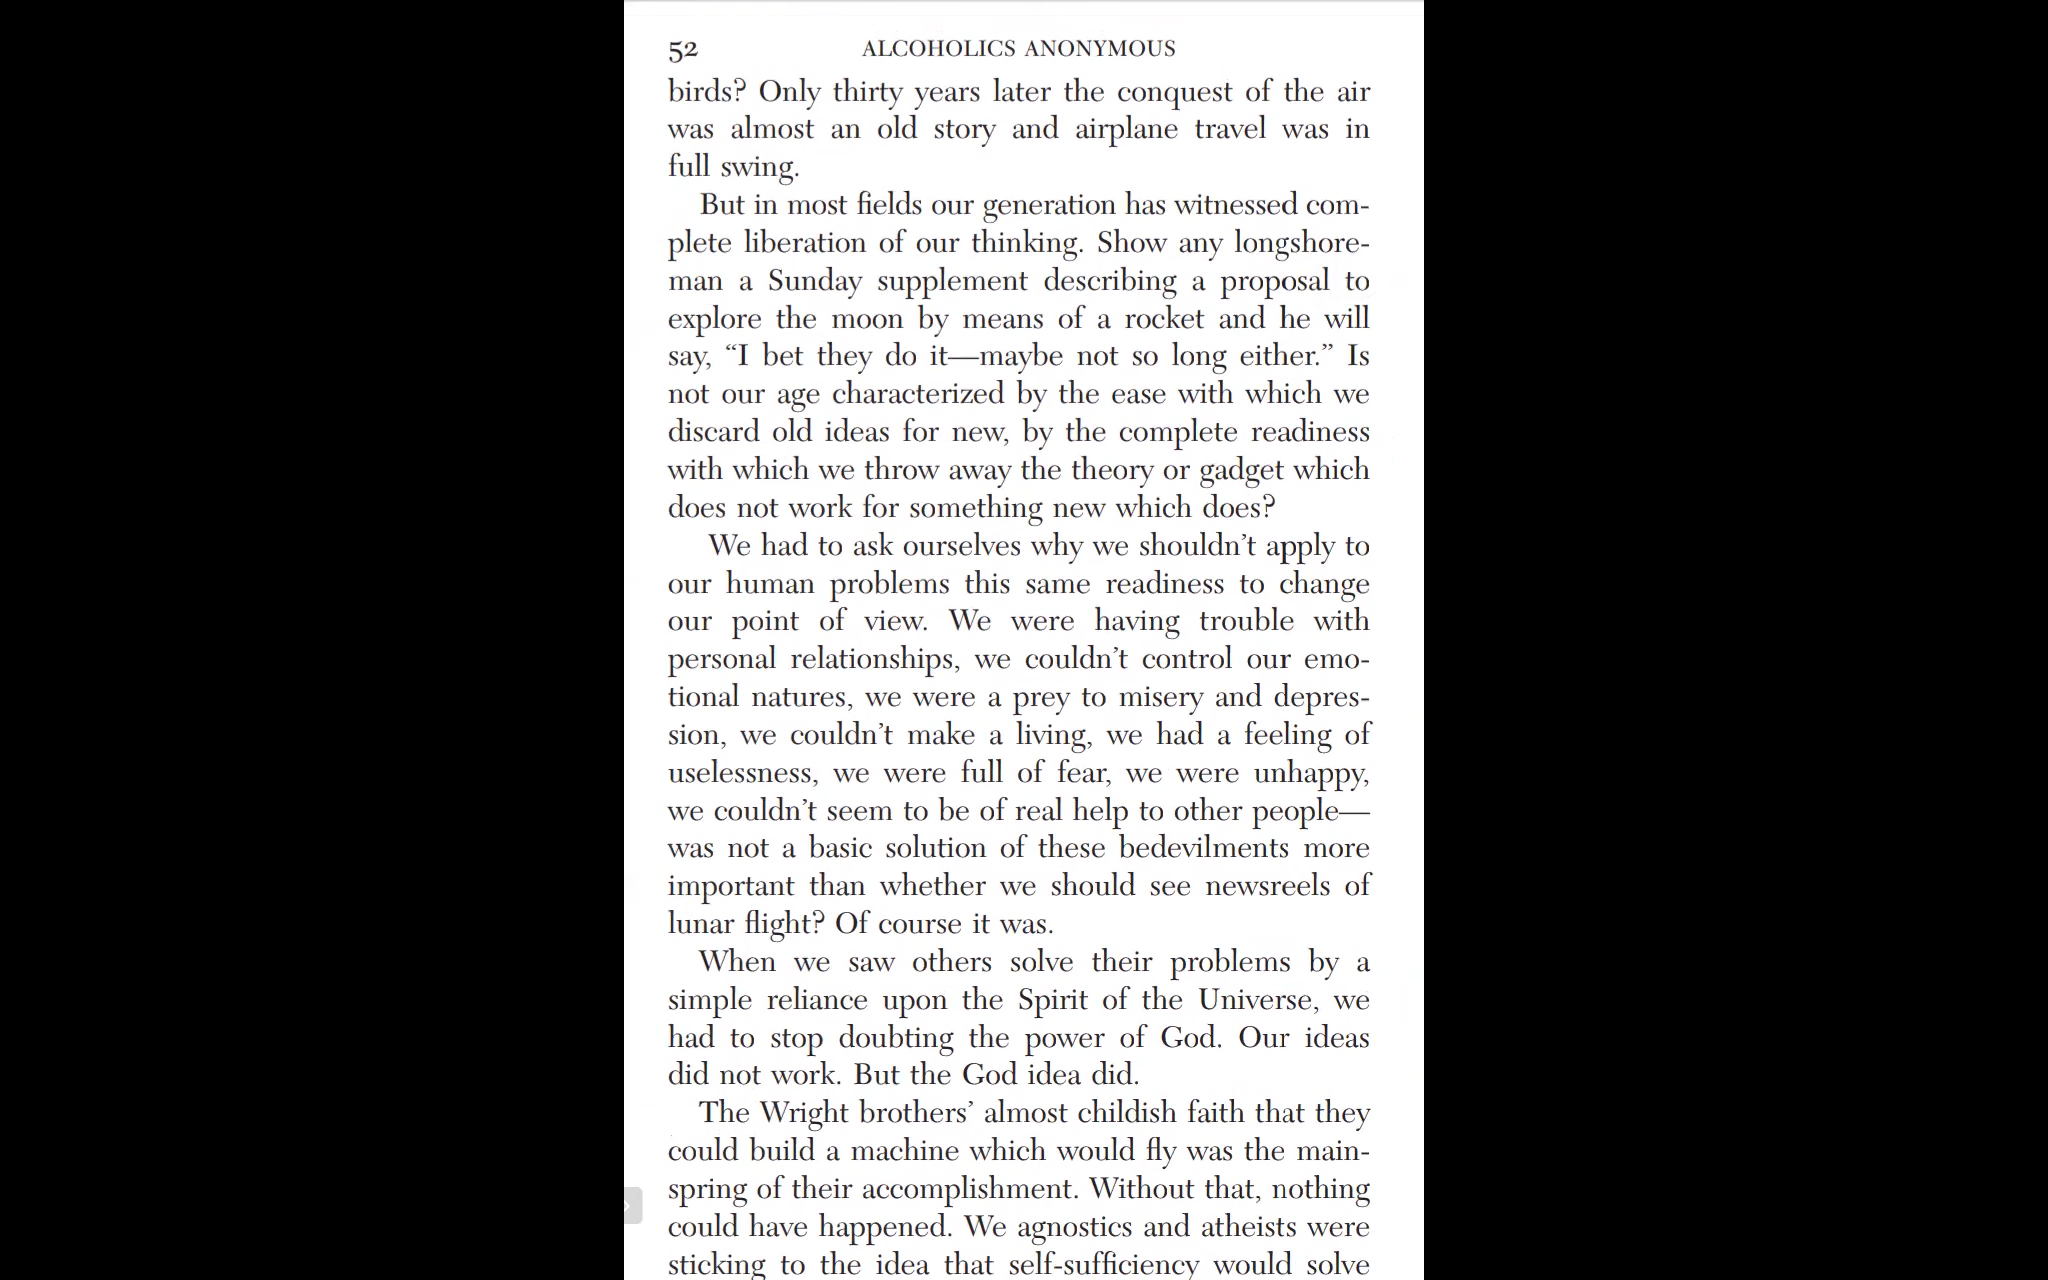 52 ALCOHOLICS ANONYMOUS
birds? Only thirty years later the conquest of the air
was almost an old story and airplane travel was in
full swing.
But in most fields our generation has witnessed com-
plete liberation of our thinking. Show any longshore-
man a Sunday supplement describing a proposal to
explore the moon by means of a rocket and he will
say, “I bet they do it—maybe not so long either.” Is
not our age characterized by the ease with which we
discard old ideas for new, by the complete readiness
with which we throw away the theory or gadget which
does not work for something new which does?
We had to ask ourselves why we shouldn’t apply to
our human problems this same readiness to change
our point of view. We were having trouble with
personal relationships, we couldn’t control our emo-
tional natures, we were a prey to misery and depres-
sion, we couldn’t make a living, we had a feeling of
uselessness, we were full of fear, we were unhappy,
we couldn’t seem to be of real help to other people—
was not a basic solution of these bedevilments more
important than whether we should see newsreels of
lunar flight? Of course it was.
When we saw others solve their problems by a
simple reliance upon the Spirit of the Universe, we
had to stop doubting the power of God. Our ideas
did not work. But the God idea did.
The Wright brothers’ almost childish faith that they
could build a machine which would fly was the main-
spring of their accomplishment. Without that, nothing
could have happened. We agnostics and atheists were
sticking to the idea that self-sufficiency would solve